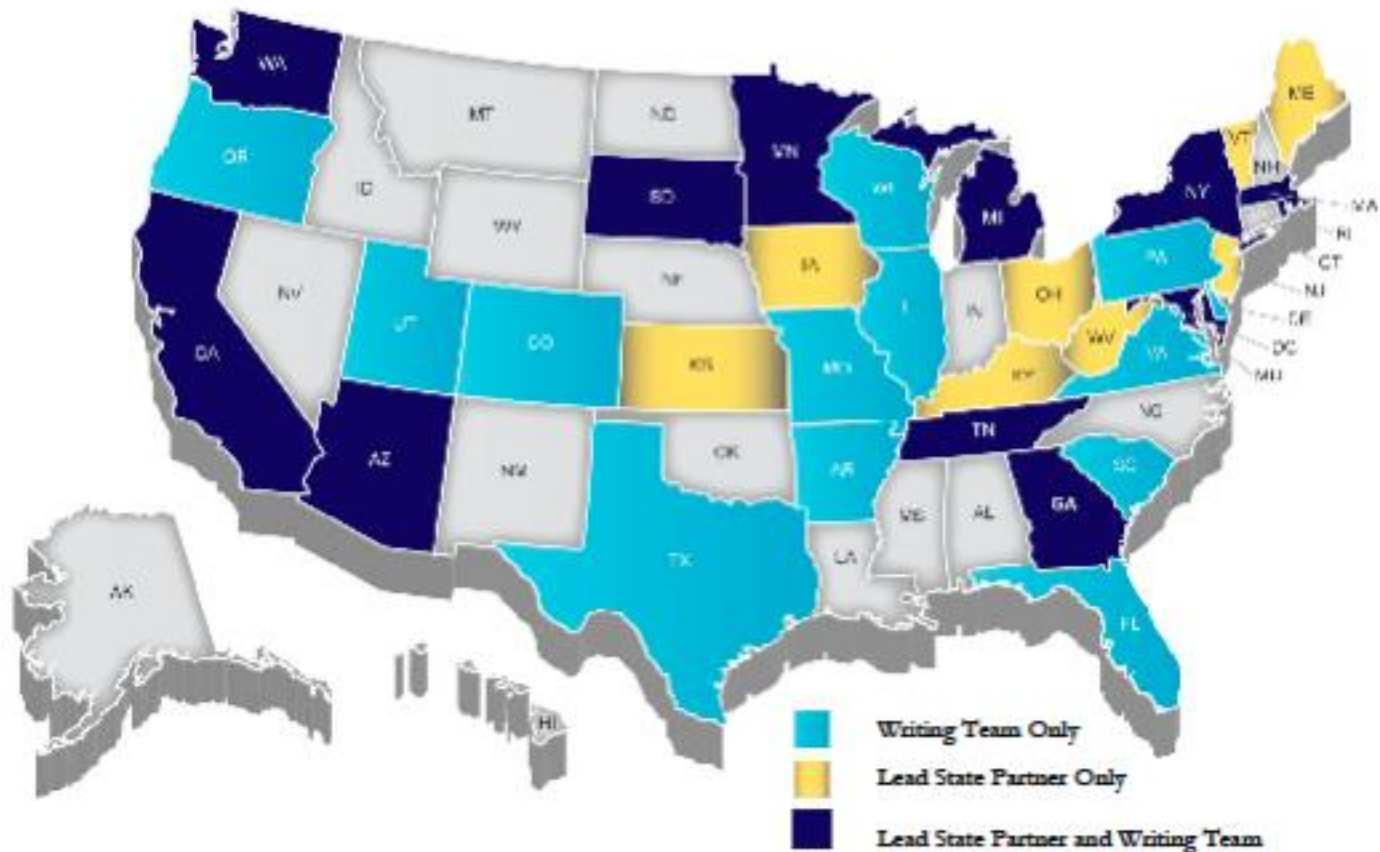 WA
MT
ND
MN
OR
ID
SD
WI
WY
MI
NY
VT
NH
ME
MA
RI
CT
NJ
DE
DC
MD
CA
NV
UT
CO
NE
IA
KS
MO
IN
OH
PA
WV
VA
KY
NC
TN
SC
AZ
NM
OK
AR
TX
LA
MS
AL
GA
FL
AK
HI
Writing Team Only
Lead State Partner Only
Lead State Partner and Writing Team